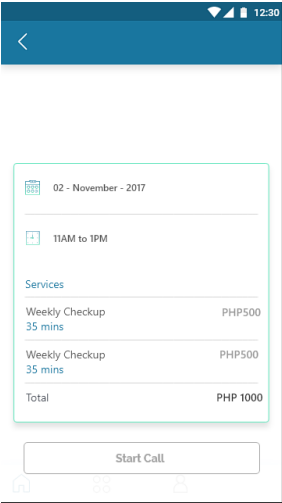 12:30
02 - November - 2017
11AM to 1PM
Services
Weekly Checkup PHP500
35 mins
Weekly Checkup PHP500
35 mins
Total PHP 1000
Start Call